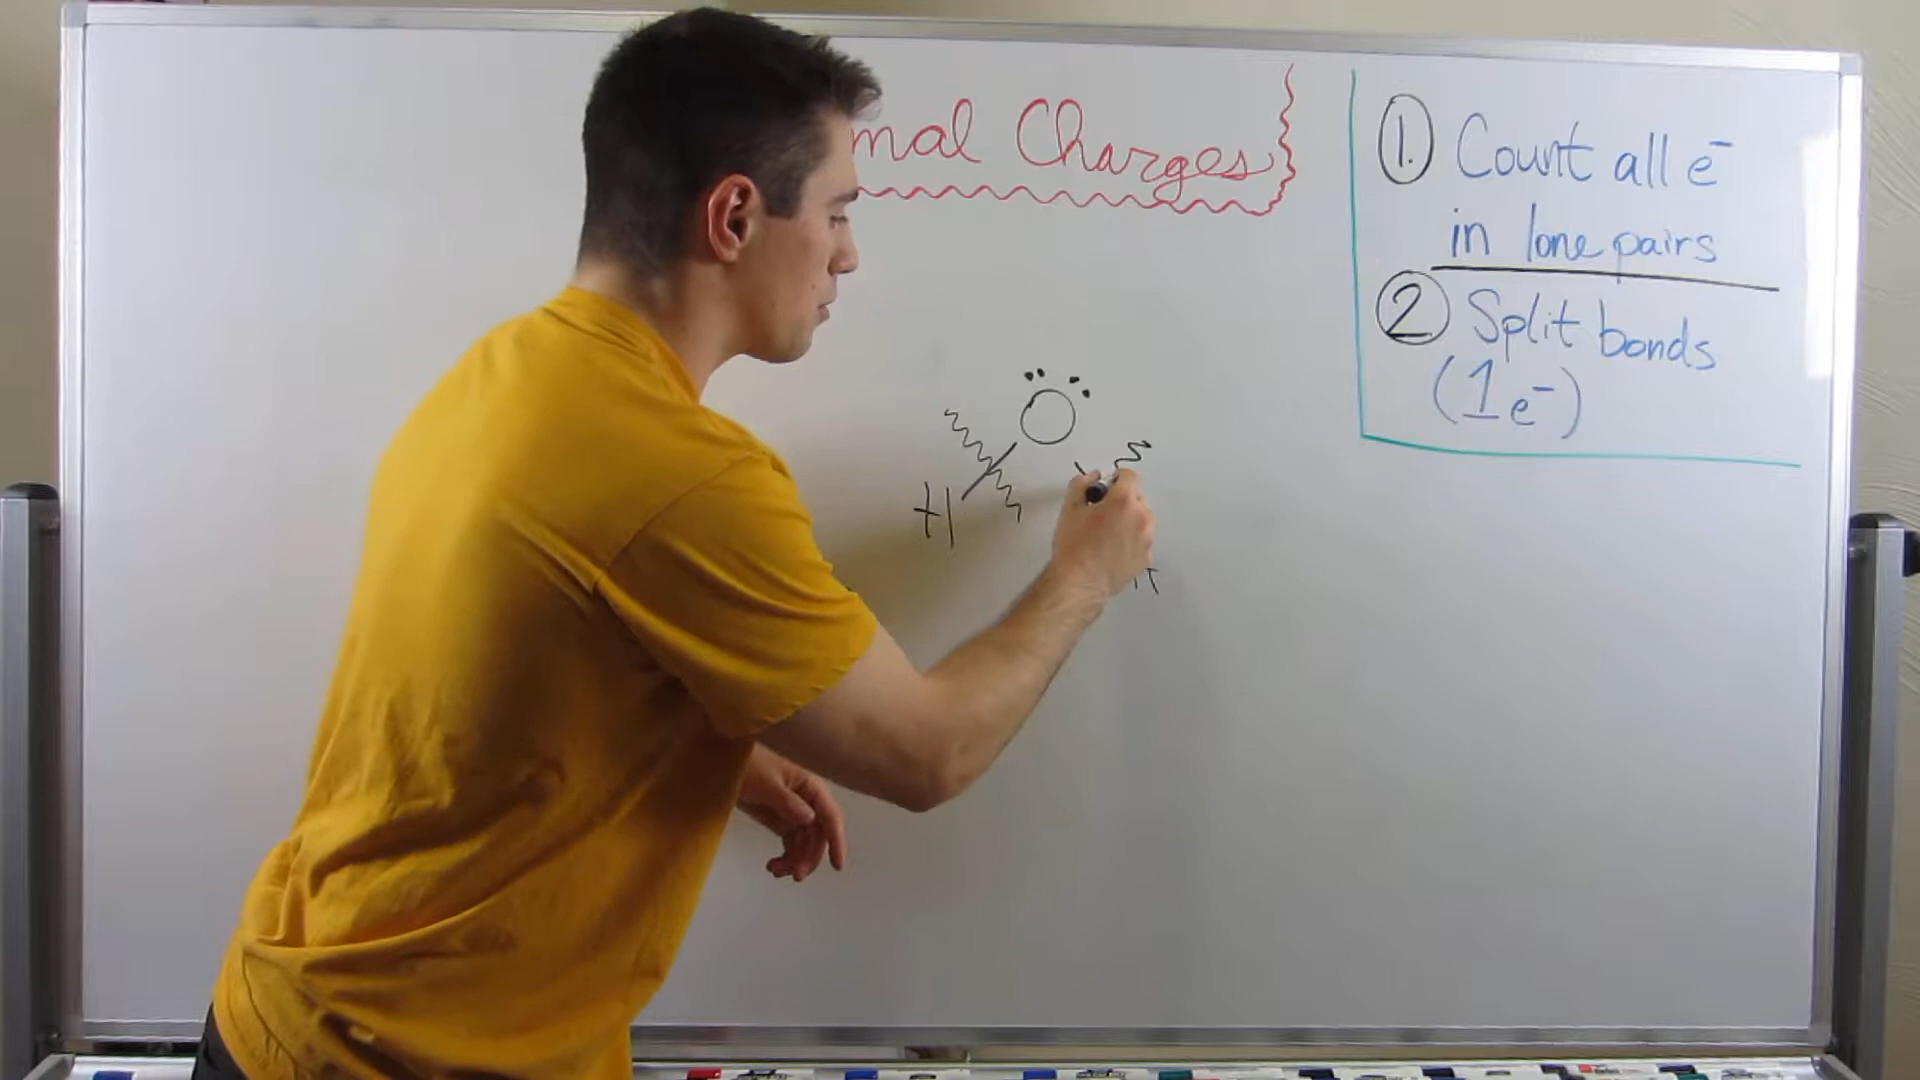 mal Charges
1. Count all e⁻
in lone pairs
2 Split bonds
(1e⁻)
O
H